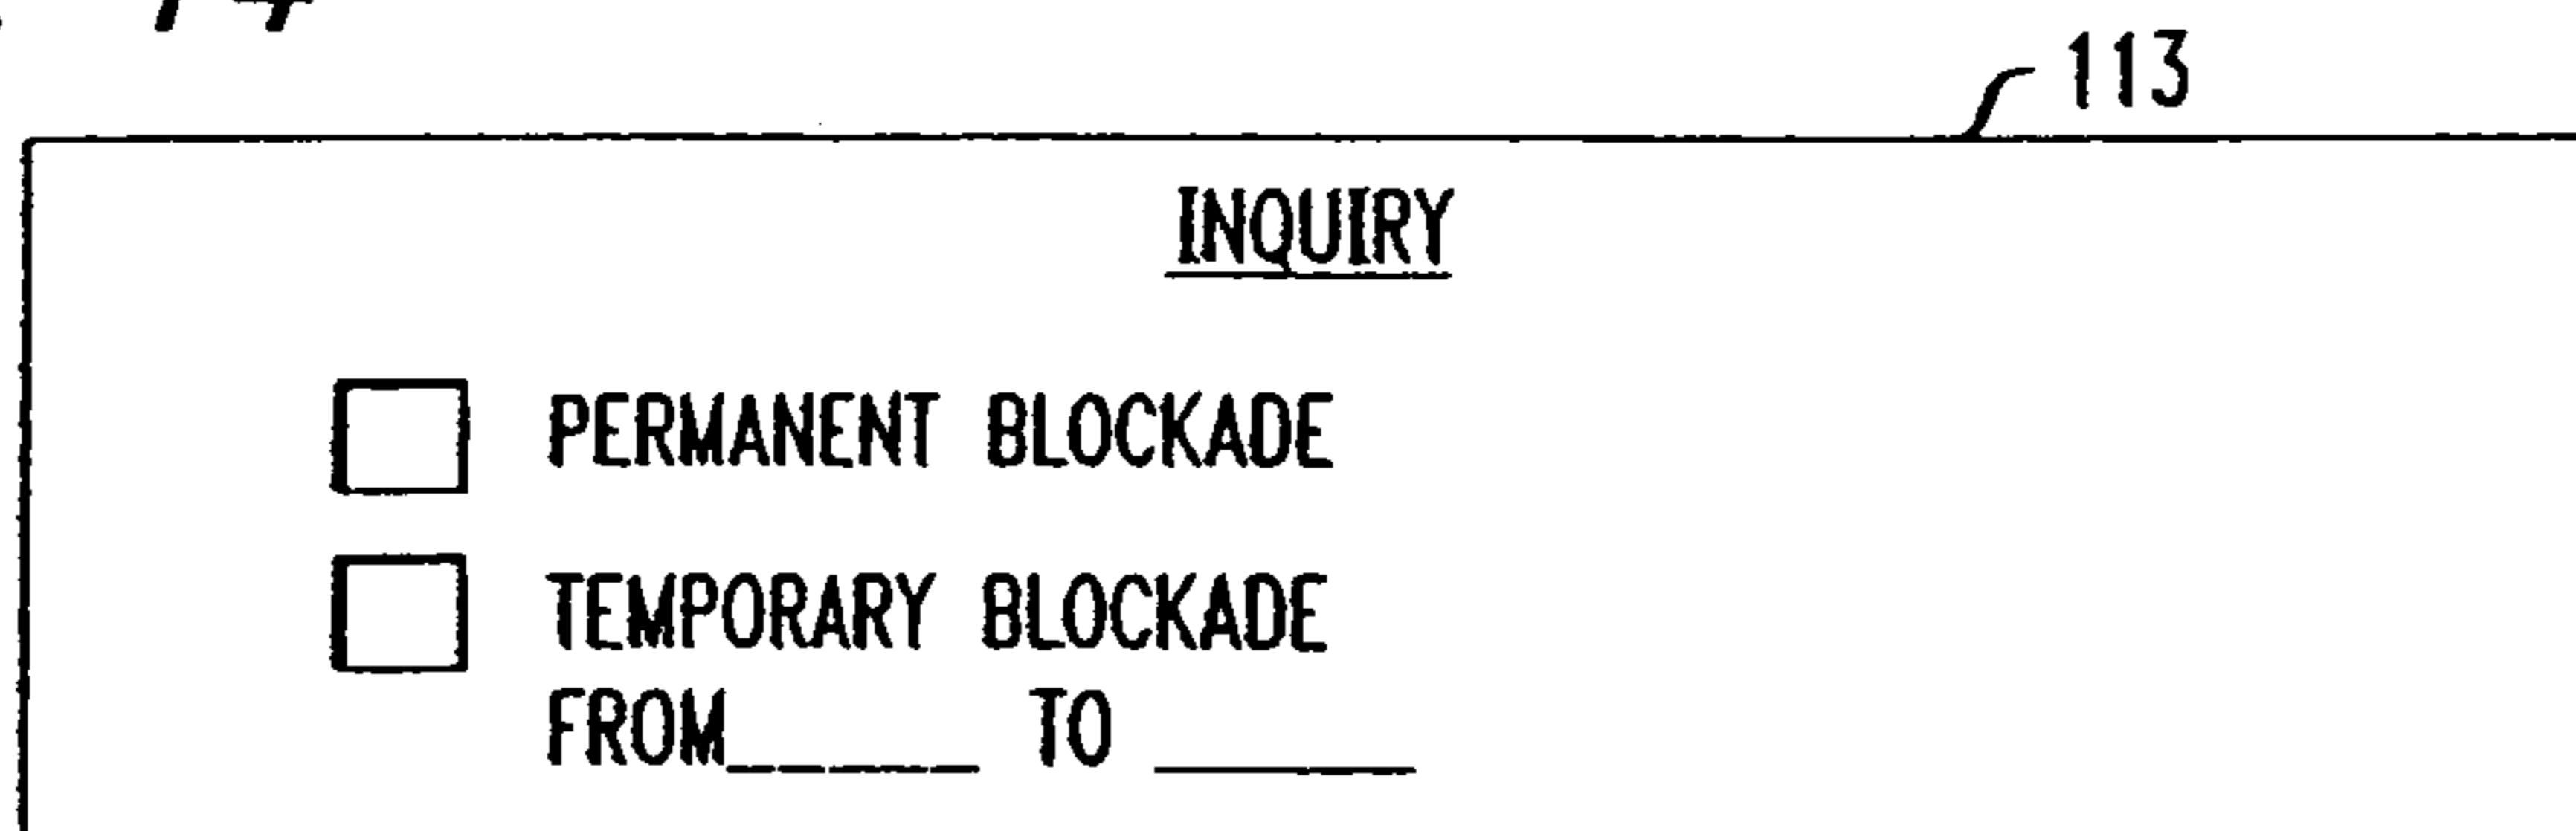 113
INQUIRY
PERMANENT BLOCKADE
TEMPORARY BLOCKADE
FROM_____ TO _____